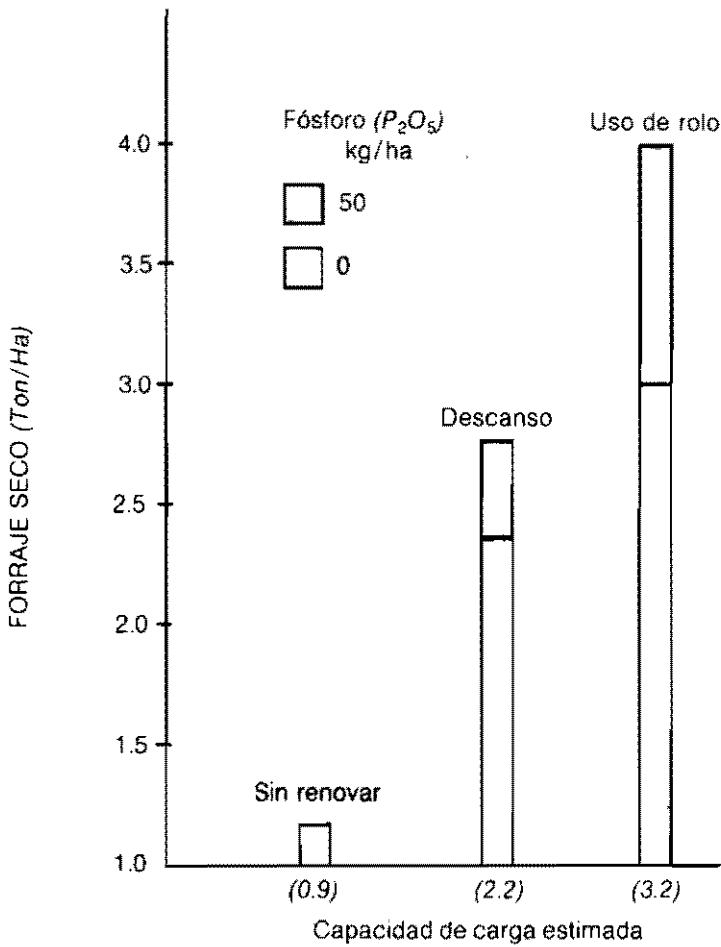 Fósforo (P₂O₅)
kg/ha
50
0
Uso de rolo
Descanso
Sin renovar
FORRAJE SECO (Ton/Ha)
4.0
3.5
3.0
2.5
2.0
1.5
1.0
(0.9) (2.2) (3.2)
Capacidad de carga estimada